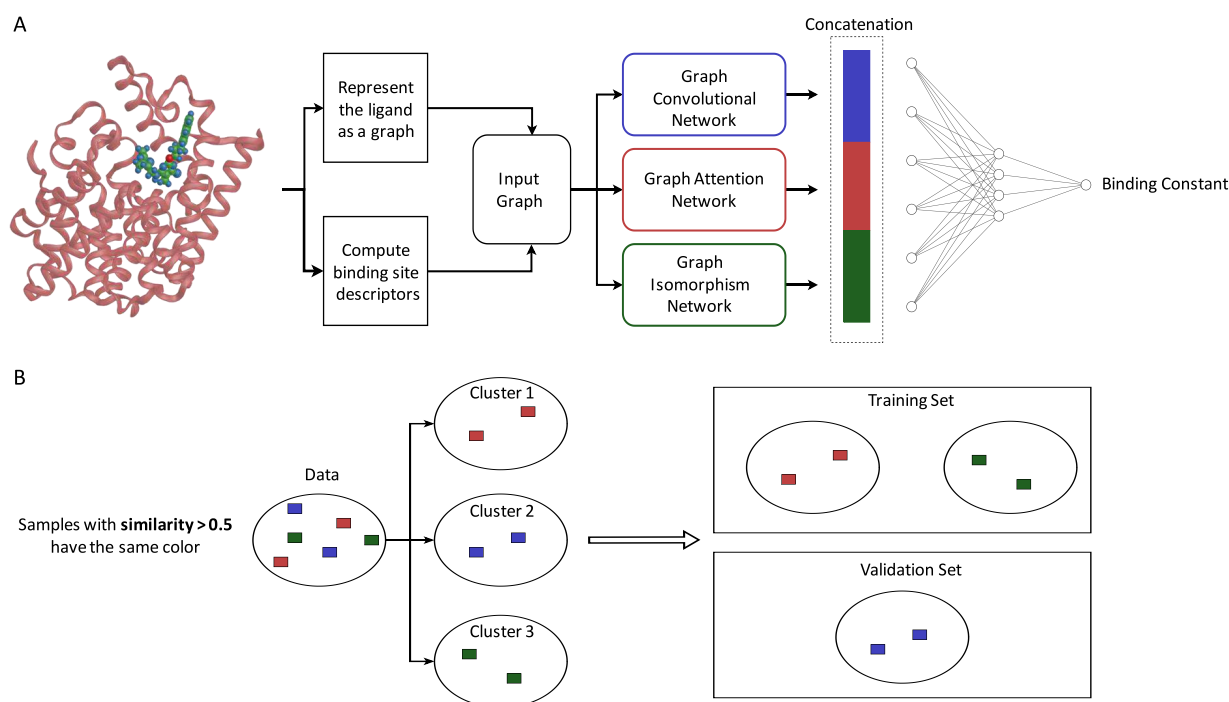 A
Represent
the ligand
as a graph
Compute
binding site
descriptors
Input
Graph
Graph
Convolutional
Network
Graph Attention
Network
Graph
Isomorphism
Network
Concatenation
Binding Constant
B
Samples with similarity > 0.5
have the same color
Data
Cluster 1
Cluster 2
Cluster 3
Training Set
Validation Set